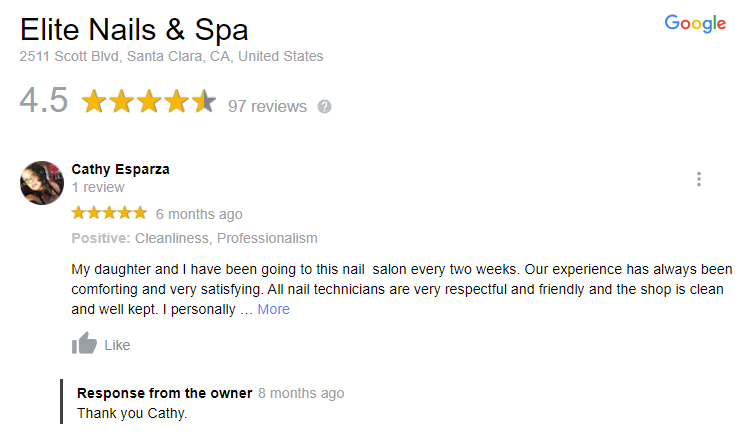 Elite Nails & Spa
Google
2511 Scott Blvd, Santa Clara, CA, United States
4.5 97 reviews ?
Cathy Esparza
1 review
6 months ago
Positive: Cleanliness, Professionalism
My daughter and I have been going to this nail salon every two weeks. Our experience has always been
comforting and very satisfying. All nail technicians are very respectful and friendly and the shop is clean
and well kept. I personally … More
Like
Response from the owner 8 months ago
Thank you Cathy.